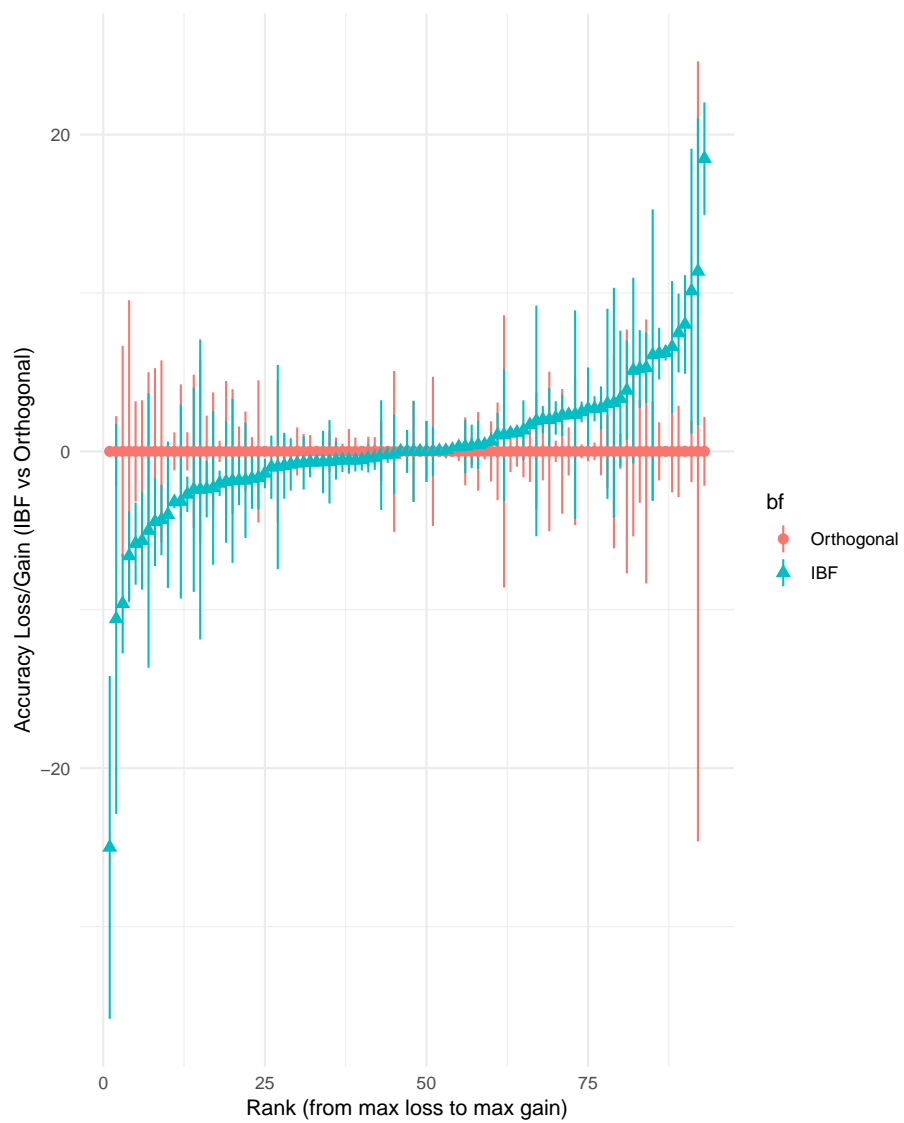 20
0
−20
Accuracy Loss/Gain (IBF vs Orthogonal)
0
25
50
75
Rank (from max loss to max gain)
bf
Orthogonal
IBF